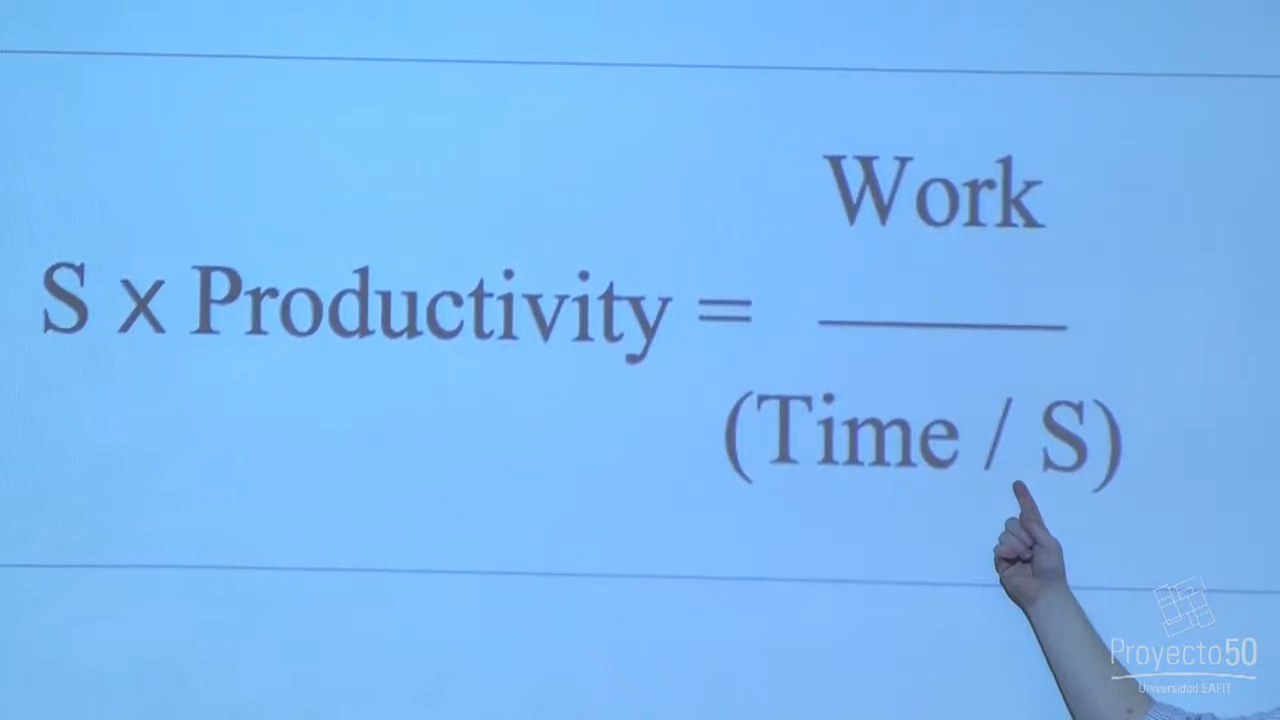 Work
S x Productivity =
(Time / S)
Proyecto50
Universidad EAFIT